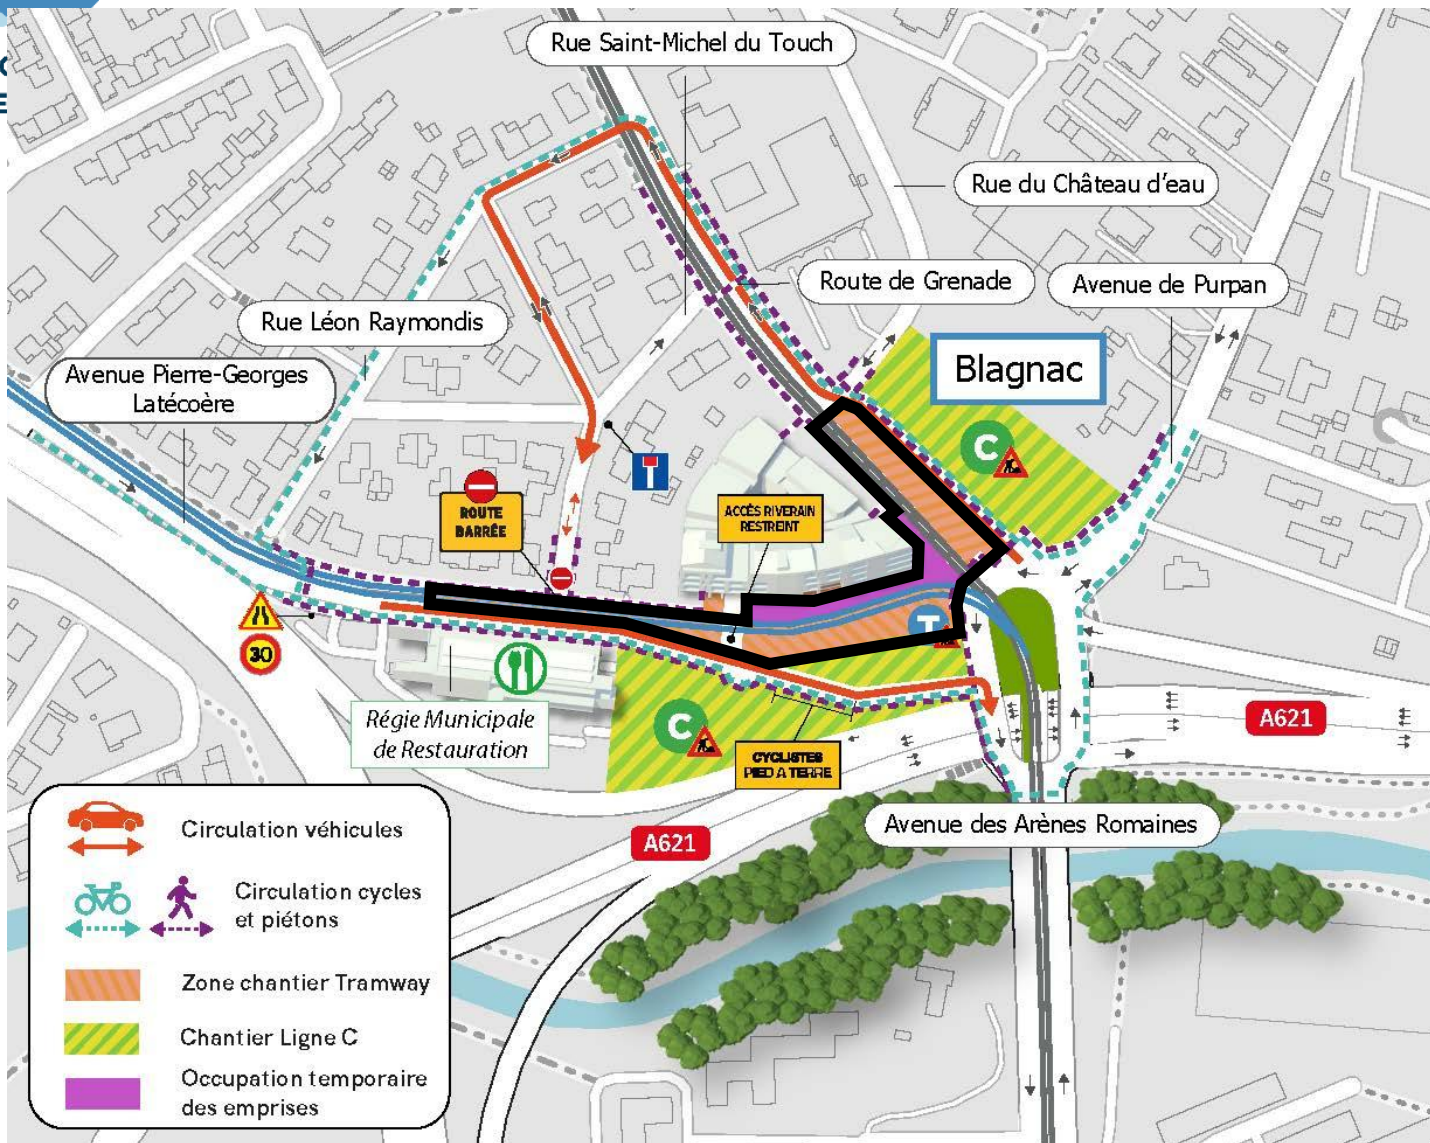 Rue Saint-Michel du Touch
Rue du Château d'eau
Route de Grenade
Avenue de Purpan
Rue Léon Raymondis
Blagnac
Avenue Pierre-Georges
Latécoère
C
ROUTE
BARRÉE
ACCÈS RIVERAIN
RESTREINT
T
30
Régie Municipale
de Restauration
C
CYCLISTES
PIED A TERRE
A621
A621
Avenue des Arènes Romaines
Circulation véhicules
Circulation cycles
et piétons
Zone chantier Tramway
Chantier Ligne C
Occupation temporaire
des emprises